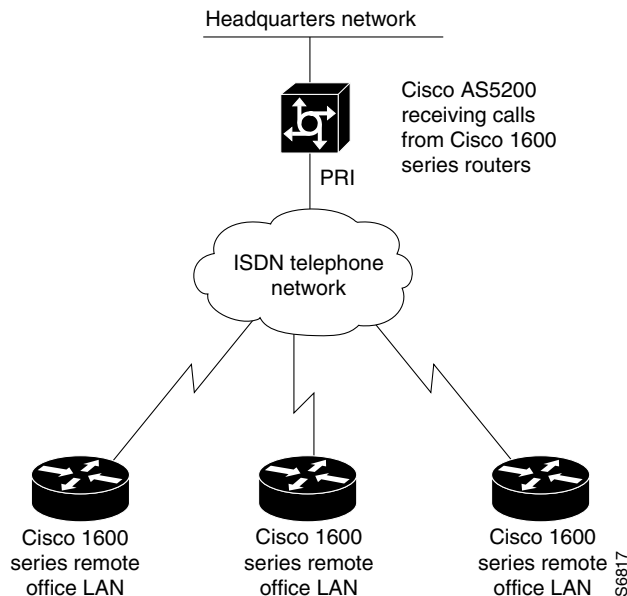 Headquarters network
Cisco AS5200
receiving calls
from Cisco 1600
series routers
PRI
ISDN telephone
network
Cisco 1600
series remote
office LAN
Cisco 1600
series remote
office LAN
Cisco 1600
series remote
office LAN
S6817